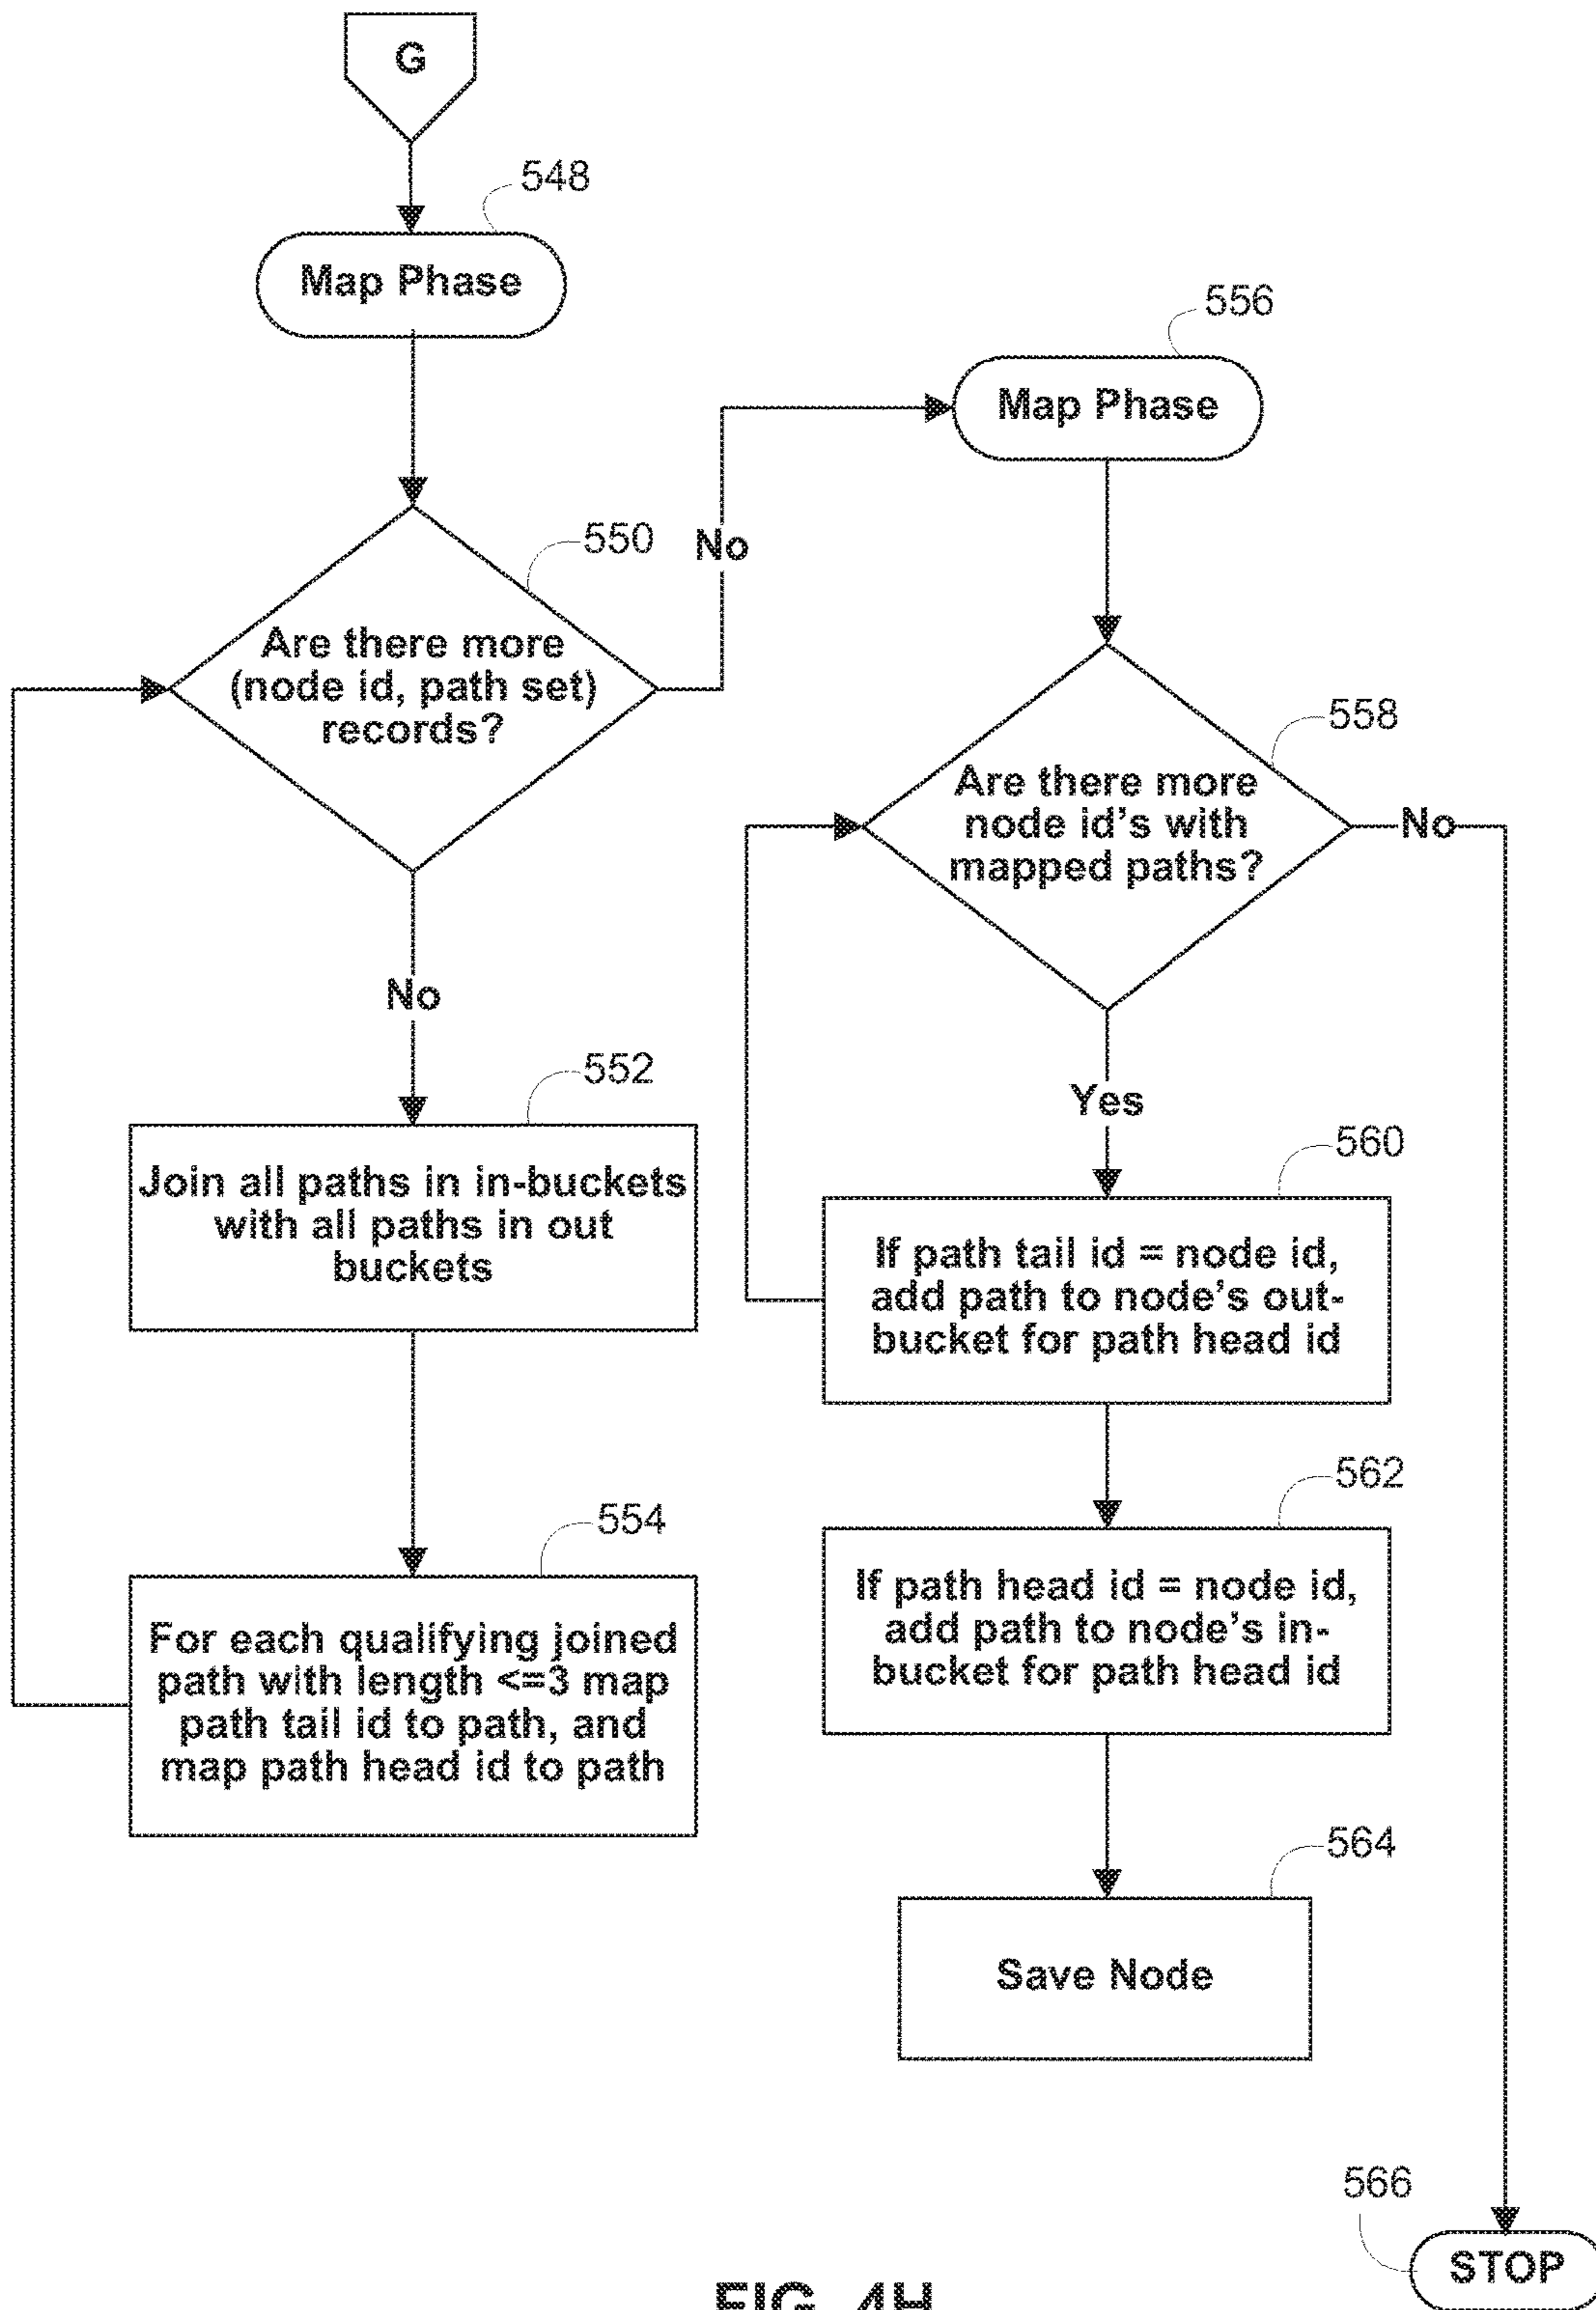 G
548
Map Phase
550
No
Are there more
(node id, path set)
records?
No
552
Join all paths in in-buckets
with all paths in out
buckets
554
For each qualifying joined
path with length <=3 map
path tail id to path, and
map path head id to path
556
Map Phase
558
Are there more
node id's with
mapped paths?
No
Yes
560
If path tail id = node id,
add path to node's out-
bucket for path head id
562
If path head id = node id,
add path to node's in-
bucket for path head id
564
Save Node
566
STOP
FIG. 4H